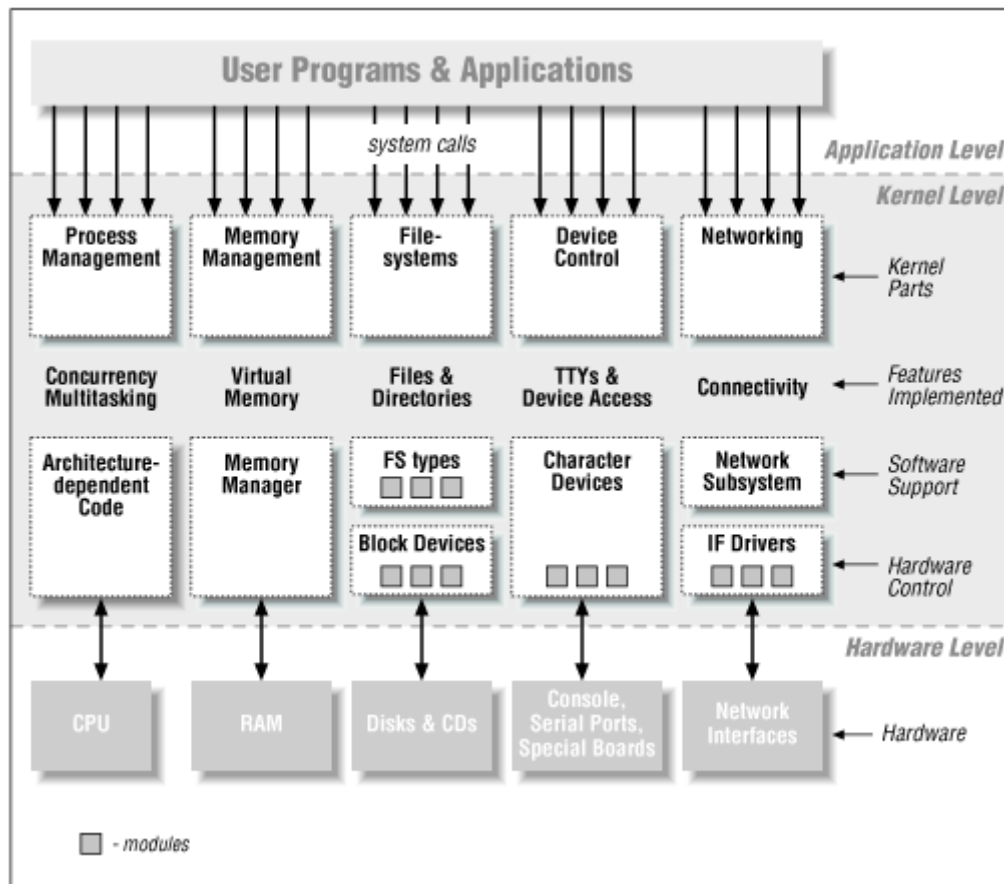 User Programs & Applications
system calls
Application Level
Kernel Level
Process
Management
Memory
Management
File-
systems
Device
Control
Networking
Kernel
Parts
Concurrency
Multitasking
Virtual
Memory
Files &
Directories
TTYs &
Device Access
Connectivity
Features
Implemented
Architecture-
dependent
Code
Memory
Manager
FS types
Character
Devices
Network
Subsystem
Software
Support
Block Devices
IF Drivers
Hardware
Control
Hardware Level
CPU
RAM
Disks & CDs
Console,
Serial Ports,
Special Boards
Network
Interfaces
Hardware
- modules